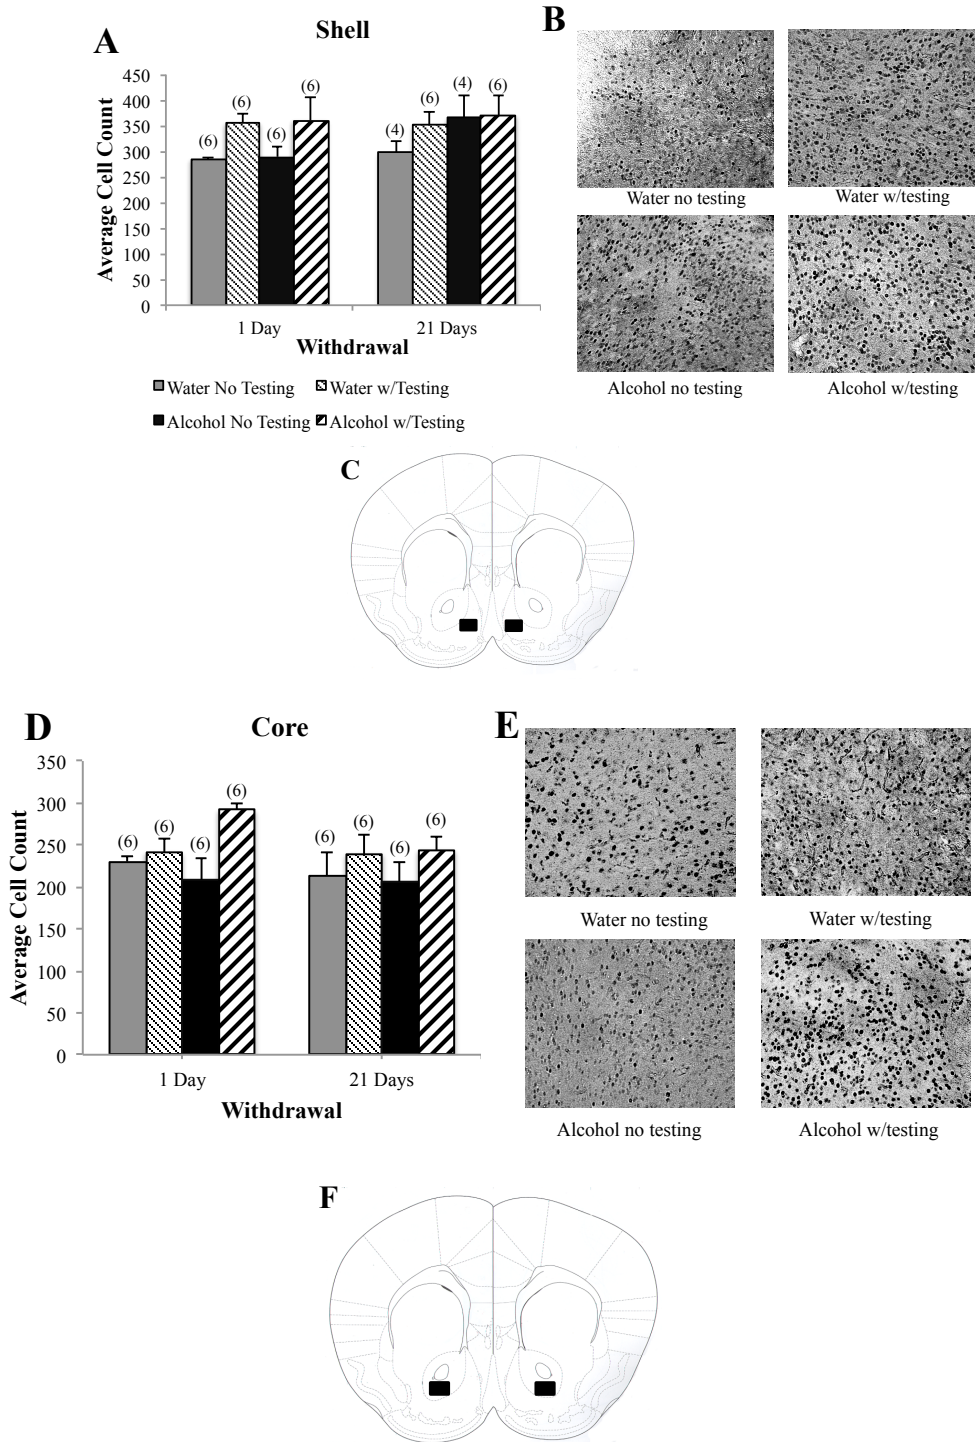 A
Shell
B
Average Cell Count
450
400
350
300
250
200
150
100
50
0
(6)
(6)
(6)
(6)
(4)
(6)
(4)
(6)
1 Day
21 Days
Withdrawal
Water No Testing
Water w/Testing
Alcohol No Testing
Alcohol w/Testing
Water no testing
Water w/testing
Alcohol no testing
Alcohol w/testing
C
D
Core
E
Average Cell Count
350
300
250
200
150
100
50
0
(6)
(6)
(6)
(6)
(6)
(6)
(6)
(6)
1 Day
21 Days
Withdrawal
Water no testing
Water w/testing
Alcohol no testing
Alcohol w/testing
F